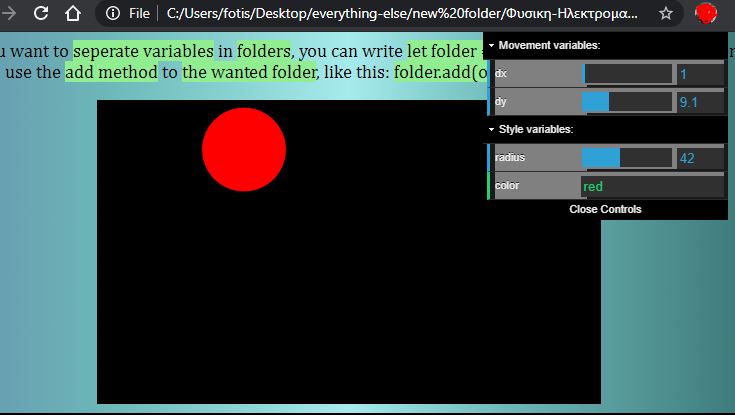 File C:/Users/fotis/Desktop/everything-else/new%20folder/Φυσικη-Ηλεκτρομα...
want to seperate variables in folders, you can write let folder
use the add method to the wanted folder, like this: folder.add(o
Movement variables:
dx 1
dy 9.1
Style variables:
radius 42
color red
Close Controls